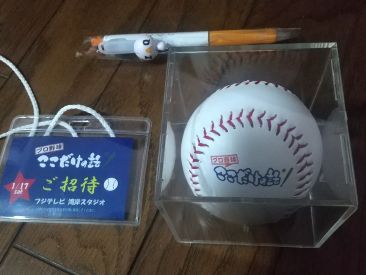 プロ野球
ここだけの話
1/17
ご招待
フジテレビ 湾岸スタジオ
プロ野球
ここだけの話